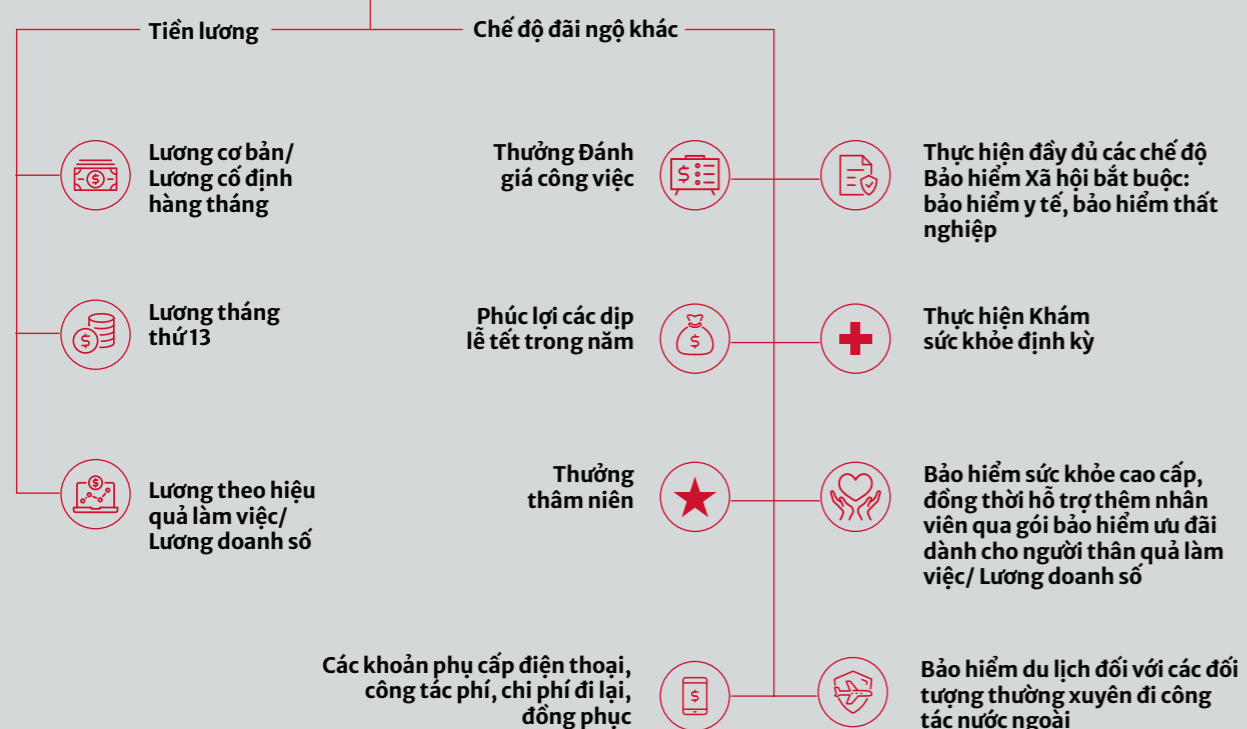 Tiền lương
Chế độ đãi ngộ khác
Lương cơ bản/
Lương cố định
hàng tháng
Lương tháng
thứ 13
Lương theo hiệu
quả làm việc/
Lương doanh số
Thưởng Đánh
giá công việc
Phúc lợi các dịp
lễ tết trong năm
Thưởng
thâm niên
Các khoản phụ cấp điện thoại,
công tác phí, chi phí đi lại,
đồng phục
Thực hiện đầy đủ các chế độ
Bảo hiểm Xã hội bắt buộc:
bảo hiểm y tế, bảo hiểm thất
nghiệp
Thực hiện Khám
sức khỏe định kỳ
Bảo hiểm sức khỏe cao cấp,
đồng thời hỗ trợ thêm nhân
viên qua gói bảo hiểm ưu đãi
dành cho người thân quả làm
việc/ Lương doanh số
Bảo hiểm du lịch đối với các đối
tượng thường xuyên đi công
tác nước ngoài